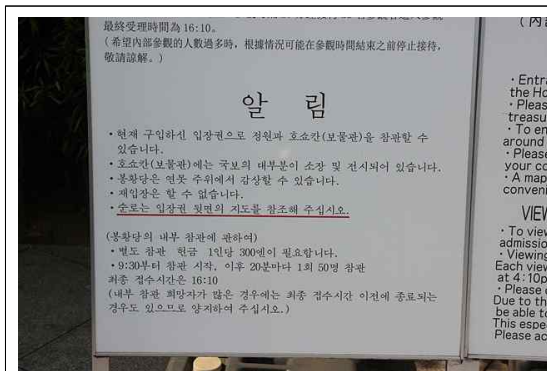 最終受理時間為16:10。
(希望內部參觀的人數過多時，根據情況可能在參觀時間結束之前停止接待，
敬請諒解。)
알 림
・현재 구입하신 입장권으로 정원과 호쇼칸(보물관)을 참관할 수
있습니다.
・호쇼칸(보물관)에는 국보의 대부분이 소장 및 전시되어 있습니다.
・봉황당은 연못 주위에서 감상할 수 있습니다.
・재입장은 할 수 없습니다.
・순로는 입장권 뒷면의 지도를 참조해 주십시오.
(봉황당의 내부 참관에 관하여)
・별도 참관 헌금 1인당 300엔이 필요합니다.
・9:30부터 참관 시작, 이후 20분마다 1회 50명 참관
최종 접수시간은 16:10
(내부 참관 희망자가 많은 경우에는 최종 접수시간 이전에 종료되는
경우도 있으므로 양지하여 주십시오.)
(内
・Entra
the Ho
・Pleas
treasu
・To en
around
・Please
your co
・A map
conveni
VIEW
・To view
admissio
・Viewing
Each view
at 4:10p
・Please
Due to th
be able to
This espe
Please ac